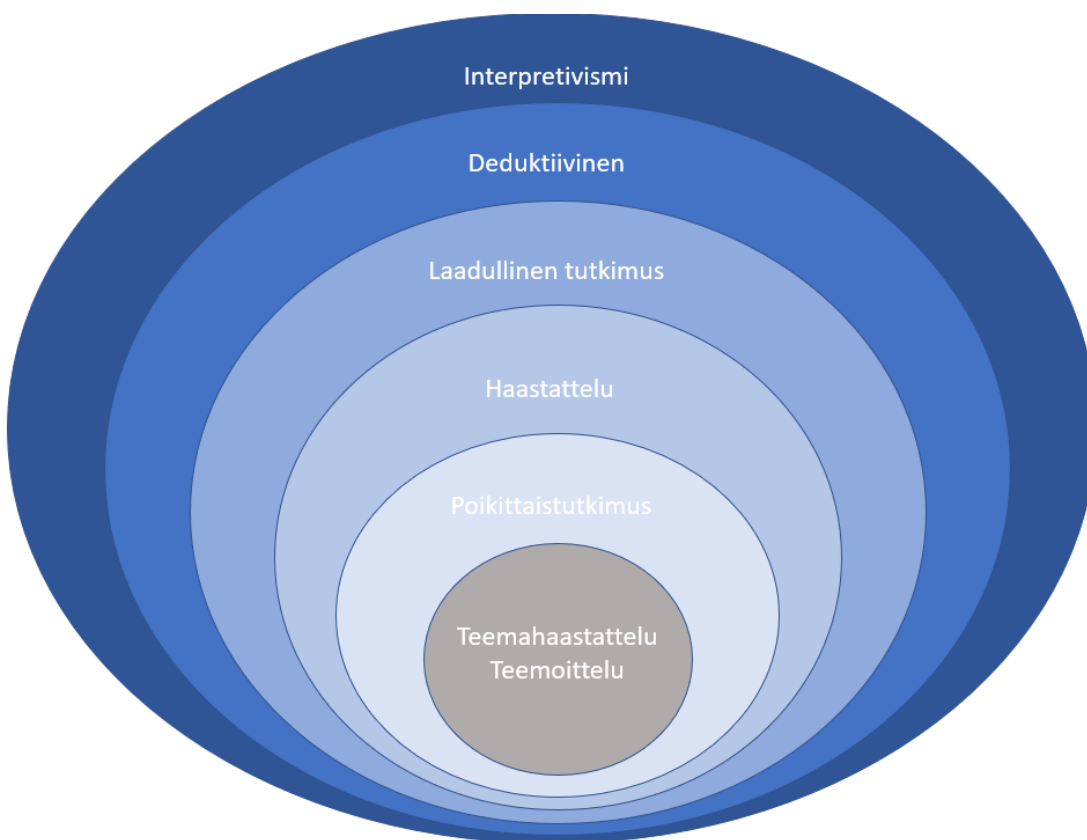 Interpretivismi
Deduktiivinen
Laadullinen tutkimus
Haastattelu
Poikittaistutkimus
Teemahaastattelu
Teemoittelu